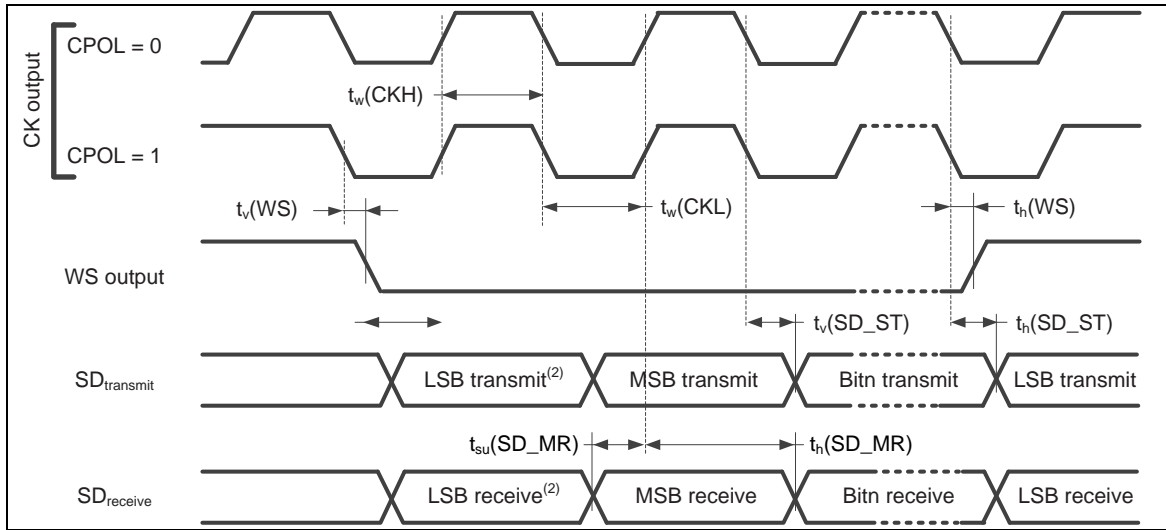 CK output
CPOL = 0
tw(CKH)
CPOL = 1
tv(WS)
tw(CKL)
th(WS)
WS output
tv(SD_ST)
th(SD_ST)
SDtransmit
LSB transmit(2)
MSB transmit
Bitn transmit
LSB transmit
tsu(SD_MR)
th(SD_MR)
SDreceive
LSB receive(2)
MSB receive
Bitn receive
LSB receive